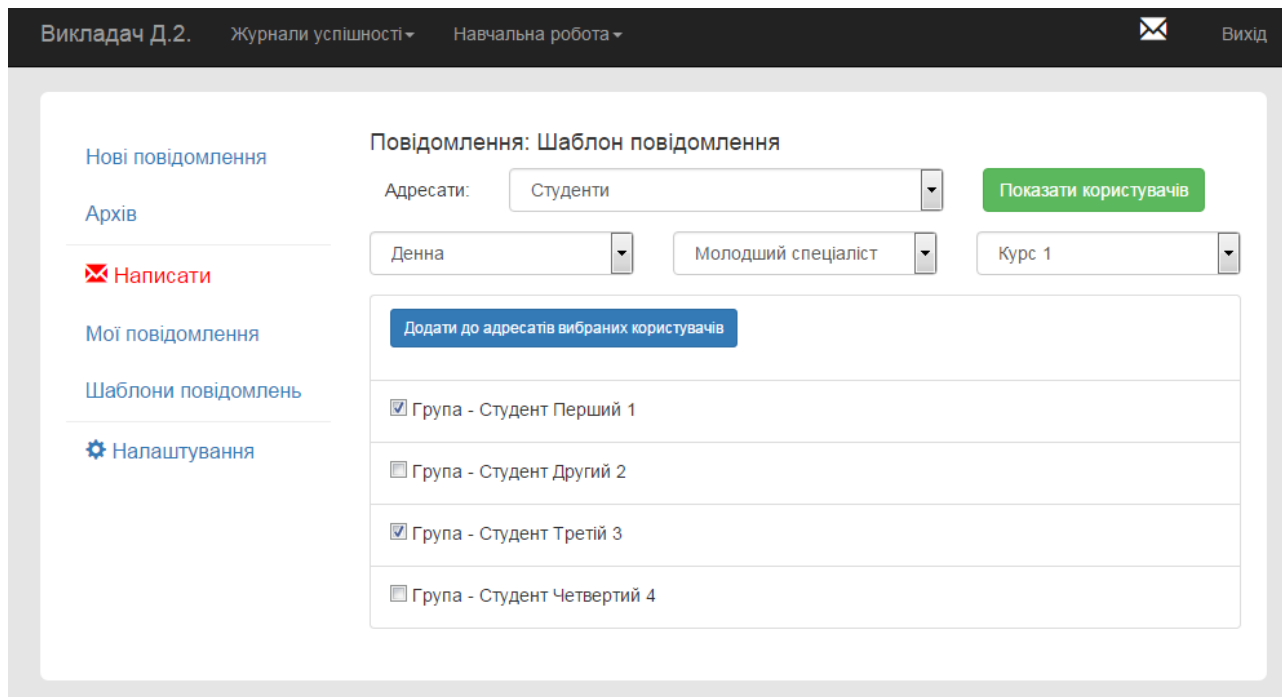 Викладач Д.2. Журнали успішності Навчальна робота Вихід
Нові повідомлення
Архів
Написати
Мої повідомлення
Шаблони повідомлень
Налаштування
Повідомлення: Шаблон повідомлення
Адресати: Студенти Показати користувачів
Денна Молодший спеціаліст Курс 1
Додати до адресатів вибраних користувачів
Група - Студент Перший 1
Група - Студент Другий 2
Група - Студент Третій 3
Група - Студент Четвертий 4